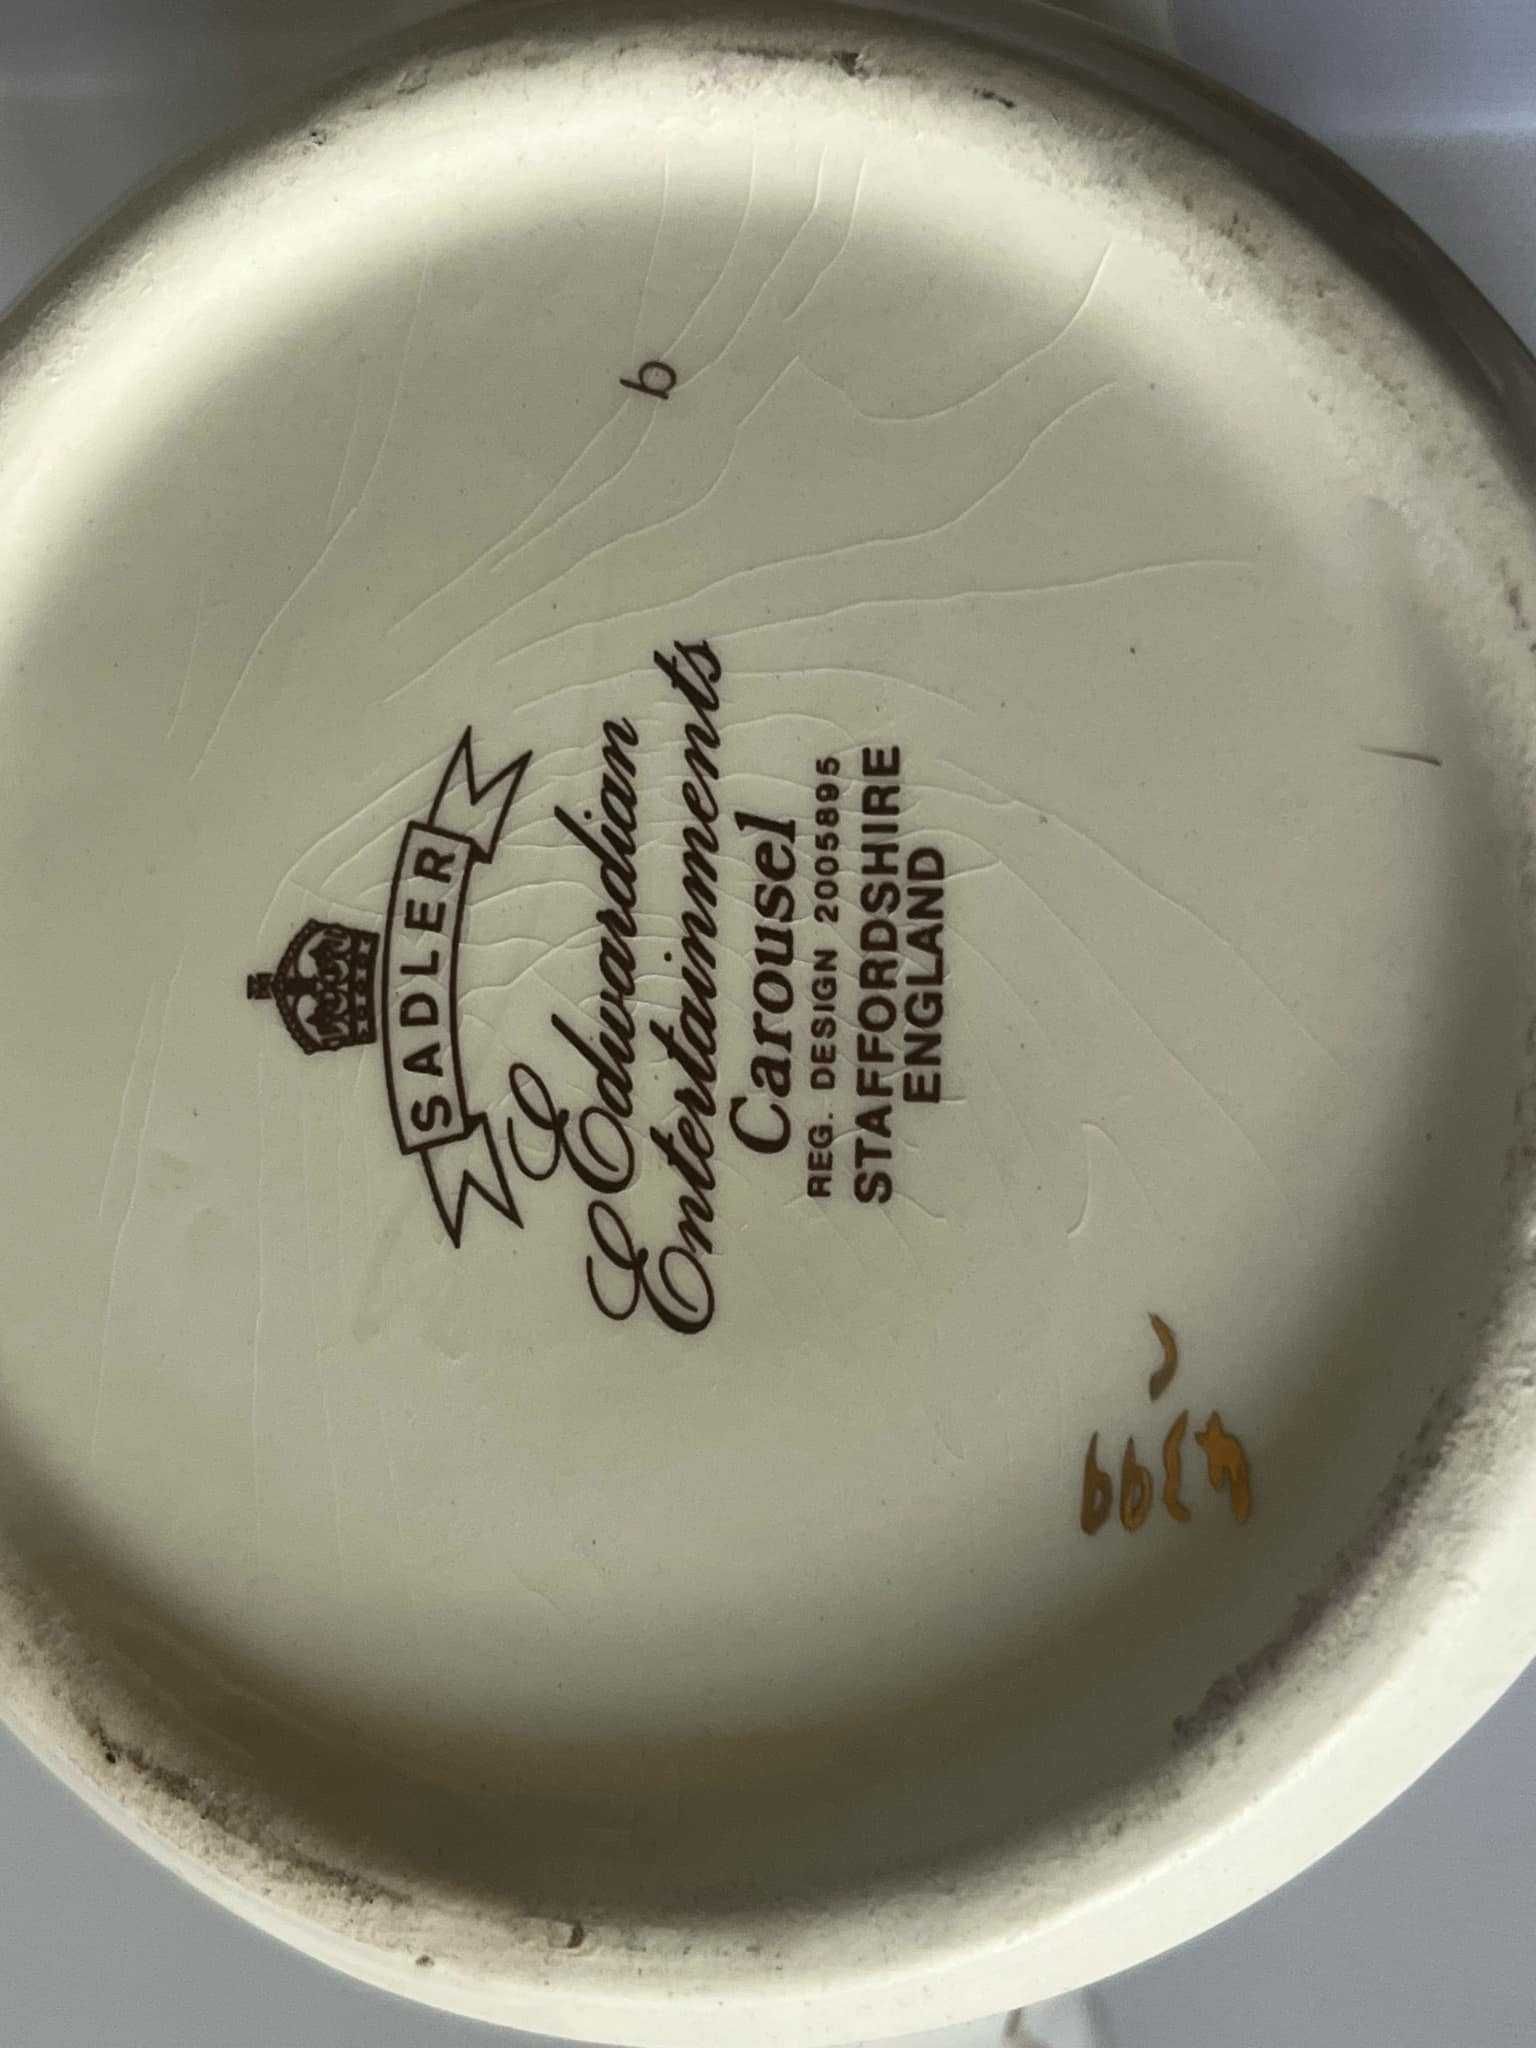 SADLER
Edwardian
Entertainments
Carousel
REG. DESIGN 2005895
STAFFORDSHIRE
ENGLAND
b